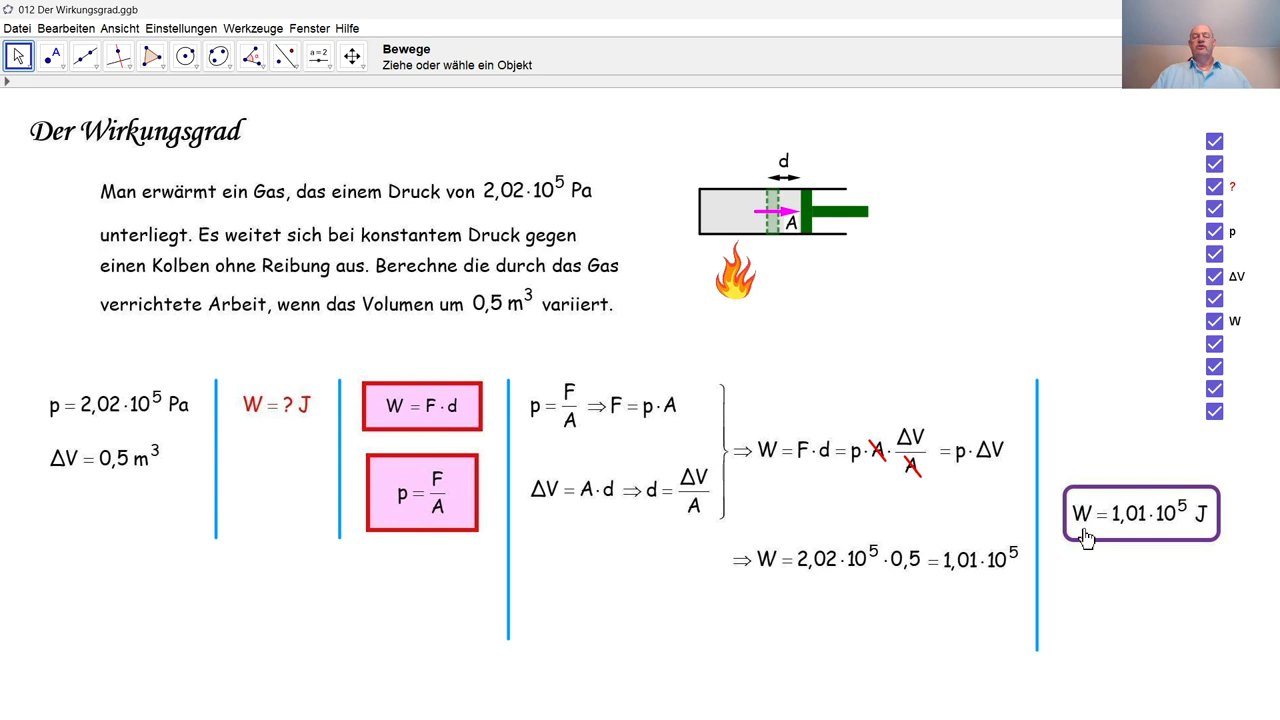 012 Der Wirkungsgrad.ggb
Datei Bearbeiten Ansicht Einstellungen Werkzeuge Fenster Hilfe
A
a=2
Bewege
Ziehe oder wähle ein Objekt
Der Wirkungsgrad
Man erwärmt ein Gas, das einem Druck von 2,02·10⁵ Pa
unterliegt. Es weitet sich bei konstantem Druck gegen
einen Kolben ohne Reibung aus. Berechne die durch das Gas
verrichtete Arbeit, wenn das Volumen um 0,5 m³ variiert.
d
A
?
p
ΔV
W
p = 2,02·10⁵ Pa
ΔV = 0,5 m³
W = ? J
W = F·d
p = F/A
p = F/A ⇒ F = p·A
ΔV = A·d ⇒ d = ΔV/A
⇒ W = F·d = p·A·ΔV/A = p·ΔV
⇒ W = 2,02·10⁵·0,5 = 1,01·10⁵
W = 1,01·10⁵ J